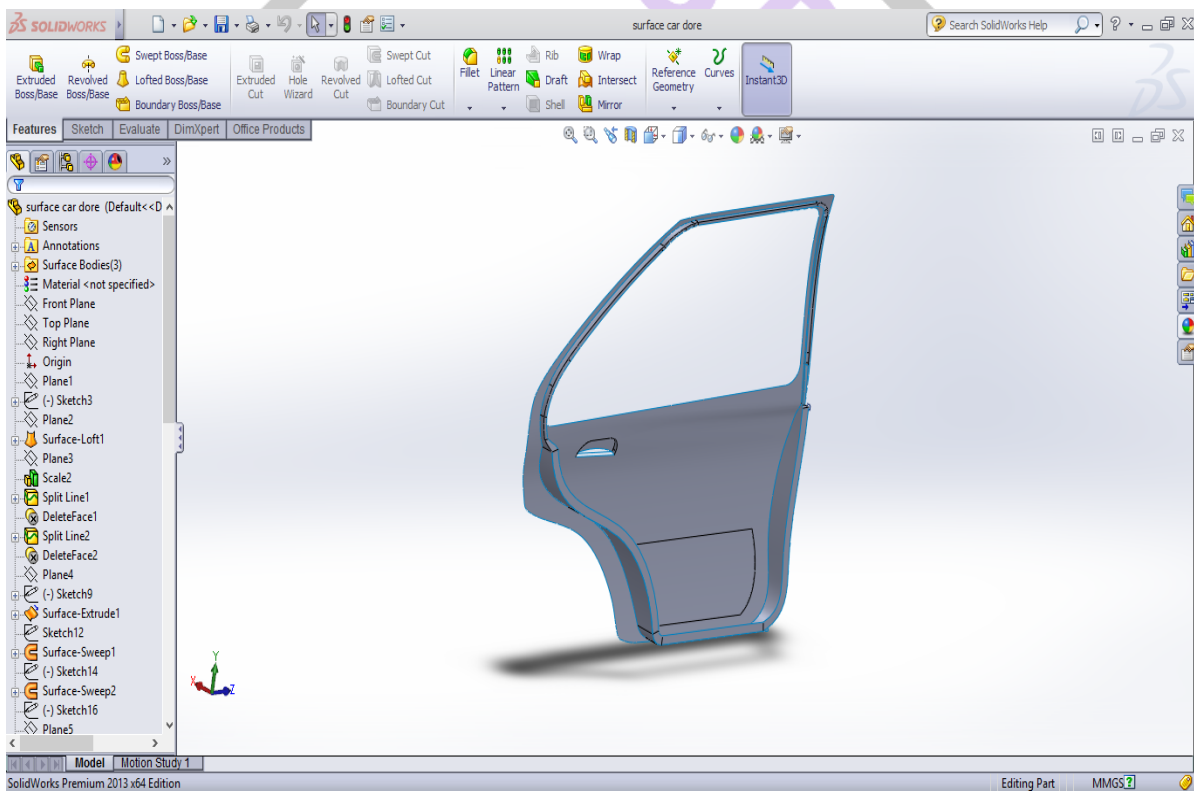 SOLIDWORKS
surface car dore
Search SolidWorks Help
Extruded Boss/Base
Revolved Boss/Base
Swept Boss/Base
Lofted Boss/Base
Boundary Boss/Base
Extruded Cut
Hole Wizard
Revolved Cut
Swept Cut
Lofted Cut
Boundary Cut
Fillet
Linear Pattern
Rib
Draft
Shell
Wrap
Intersect
Mirror
Reference Geometry
Curves
Instant3D
Features Sketch Evaluate DimXpert Office Products
surface car dore (Default<<D
Sensors
Annotations
Surface Bodies(3)
Material <not specified>
Front Plane
Top Plane
Right Plane
Origin
Plane1
(-) Sketch3
Plane2
Surface-Loft1
Plane3
Scale2
Split Line1
DeleteFace1
Split Line2
DeleteFace2
Plane4
(-) Sketch9
Surface-Extrude1
Sketch12
Surface-Sweep1
(-) Sketch14
Surface-Sweep2
(-) Sketch16
Plane5
Y
X
Z
Model Motion Study 1
SolidWorks Premium 2013 x64 Edition
Editing Part
MMGS